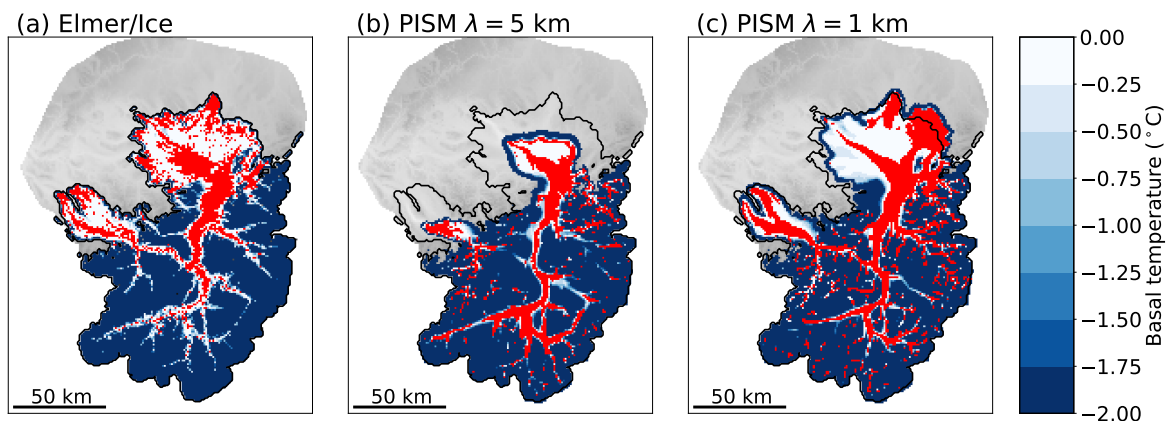 (a) Elmer/Ice
(b) PISM λ = 5 km
(c) PISM λ = 1 km
50 km
50 km
50 km
0.00
−0.25
−0.50
−0.75
−1.00
−1.25
−1.50
−1.75
−2.00
Basal temperature (°C)